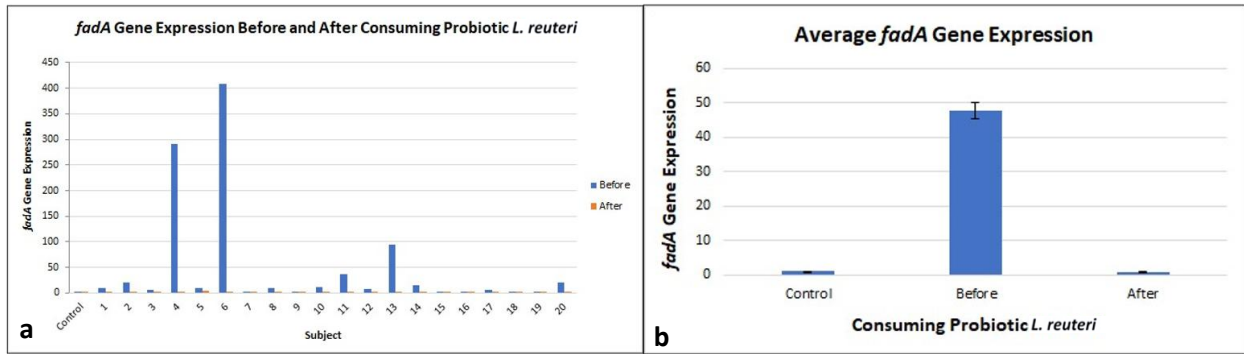 fadA Gene Expression Before and After Consuming Probiotic L. reuteri
450
400
350
300
250
200
150
100
50
0
fadA Gene Expression
Control 1 2 3 4 5 6 7 8 9 10 11 12 13 14 15 16 17 18 19 20
Subject
Before
After
a
Average fadA Gene Expression
60
50
40
30
20
10
0
fadA Gene Expression
Control Before After
Consuming Probiotic L. reuteri
b